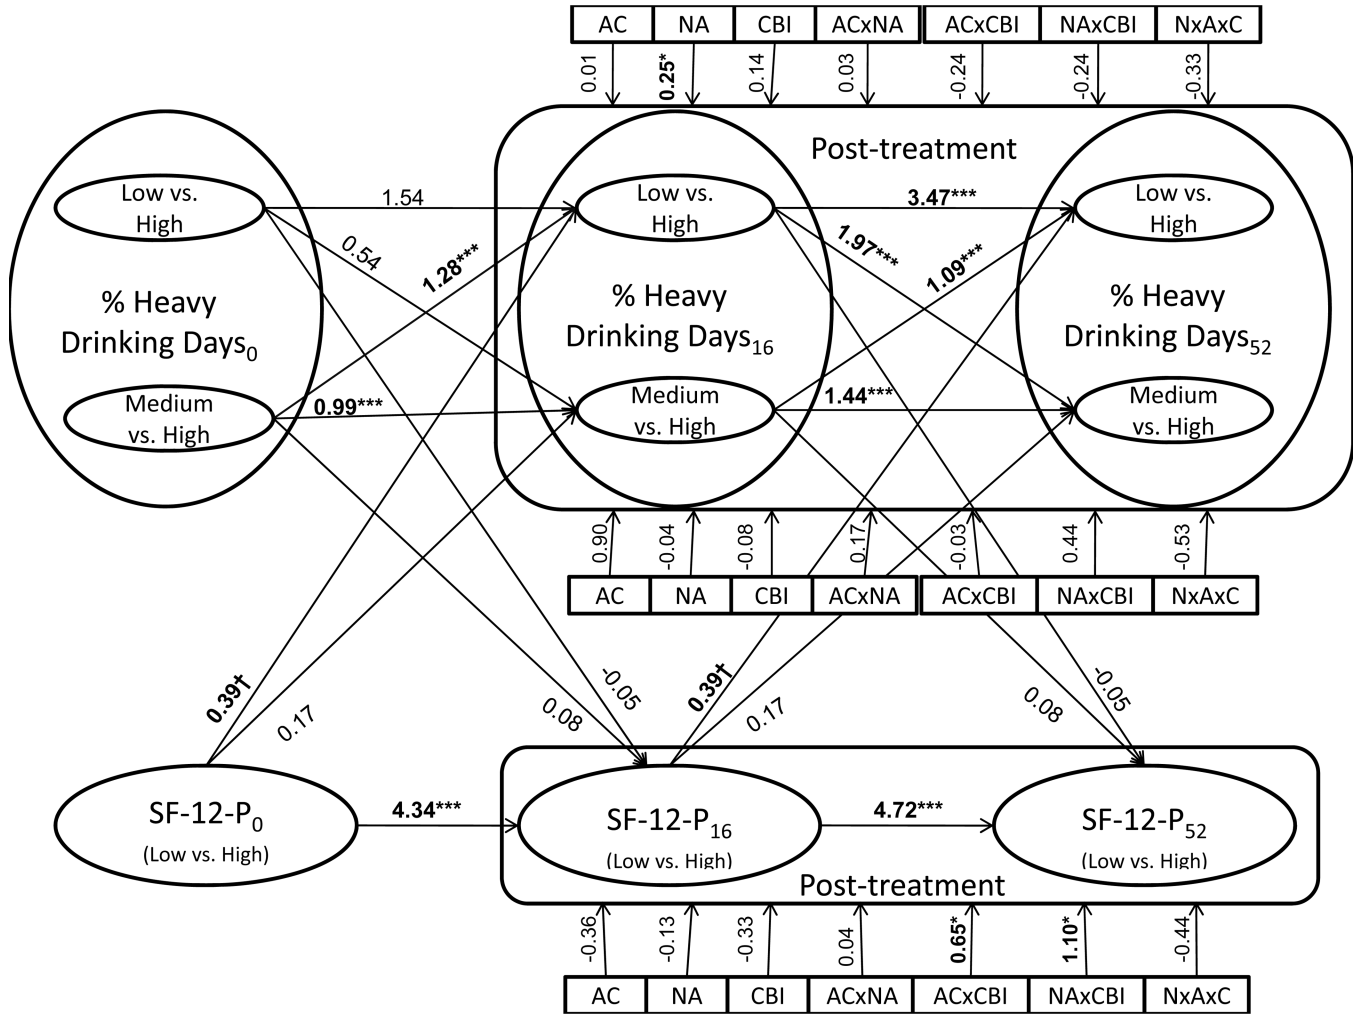 AC NA CBI ACxNA ACxCBI NAxCBI NxAxC
0.01 0.25* 0.14 0.03 -0.24 -0.24 -0.33
Post-treatment
Low vs.
High
1.54
Low vs.
High
3.47***
Low vs.
High
0.54
1.28***
1.97***
1.09***
% Heavy
Drinking Days0
% Heavy
Drinking Days16
% Heavy
Drinking Days52
Medium
vs. High
0.99***
Medium
vs. High
1.44***
Medium
vs. High
0.90 -0.04 -0.08 0.17 -0.03 0.44 -0.53
AC NA CBI ACxNA ACxCBI NAxCBI NxAxC
0.39†
0.17
0.08
-0.05
0.39†
0.17
0.08
-0.05
SF-12-P0
(Low vs. High)
4.34***
SF-12-P16
(Low vs. High)
4.72***
SF-12-P52
(Low vs. High)
Post-treatment
-0.36 -0.13 -0.33 0.04 0.65* 1.10* -0.44
AC NA CBI ACxNA ACxCBI NAxCBI NxAxC